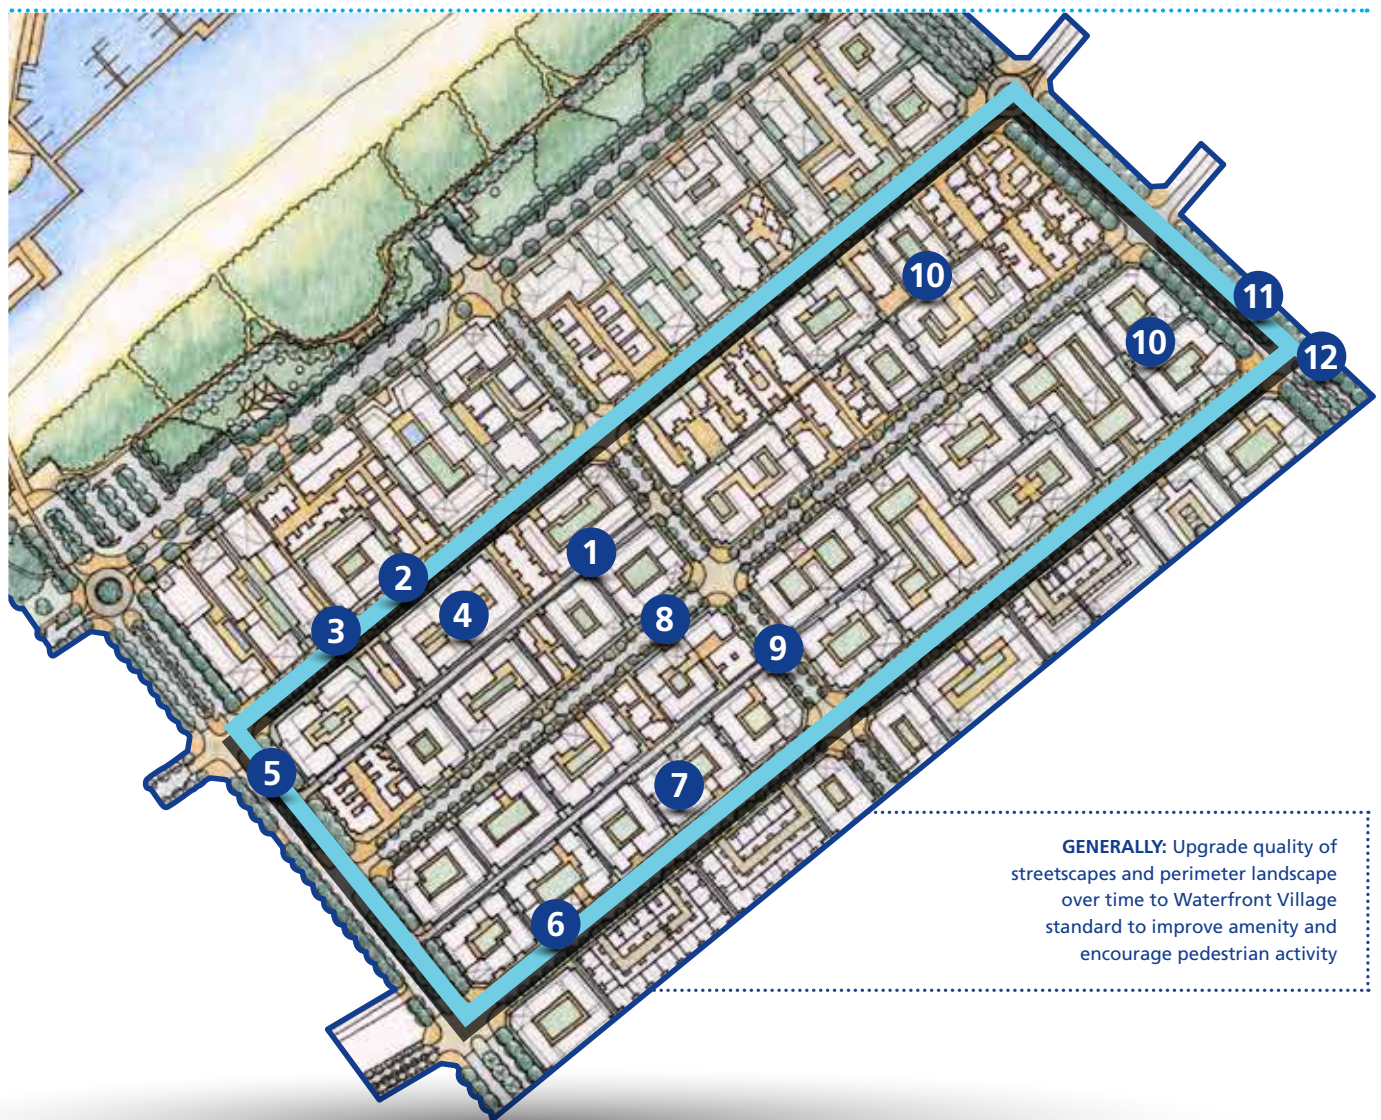 10
11
10
12
1
2
4
3
8
9
5
7
6
GENERALLY: Upgrade quality of
streetscapes and perimeter landscape
over time to Waterfront Village
standard to improve amenity and
encourage pedestrian activity